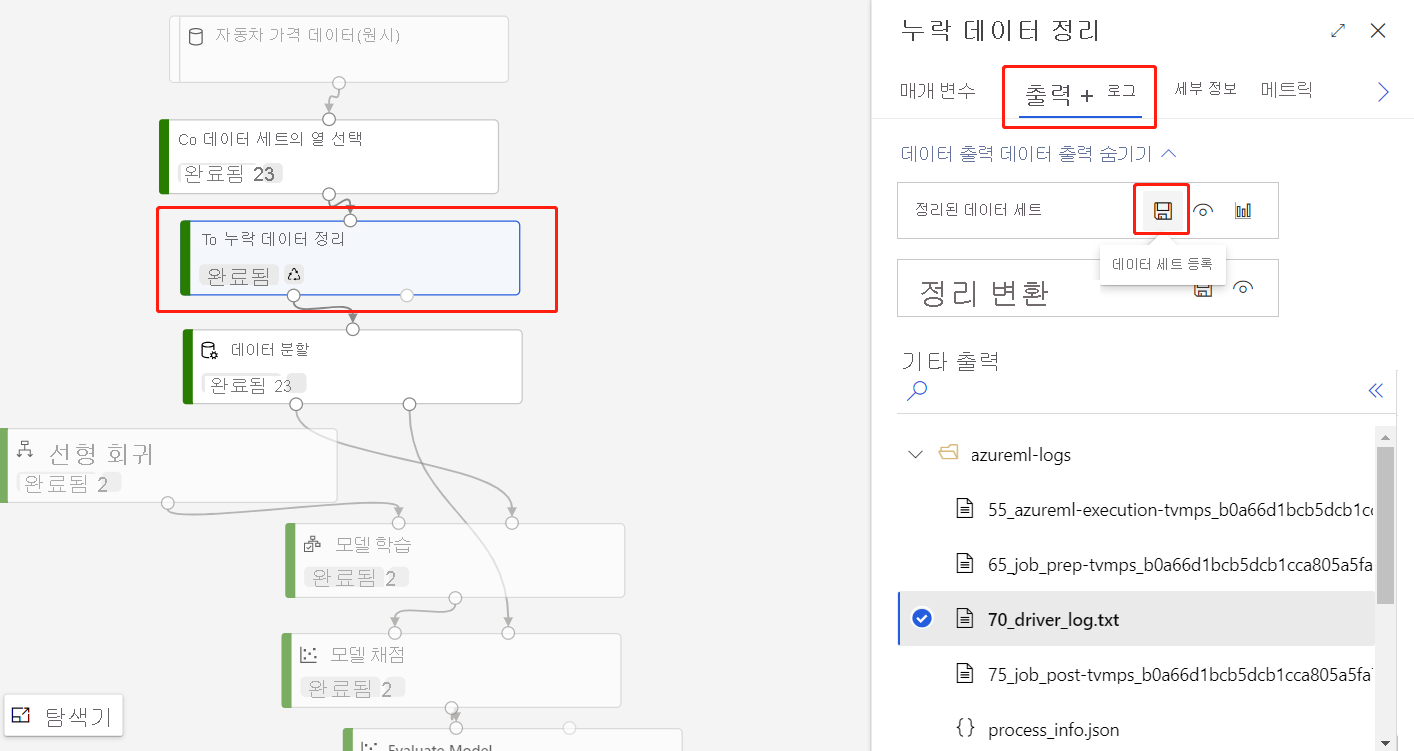 자동차 가격 데이터(원시)
Co 데이터 세트의 열 선택
완료됨 23
To 누락 데이터 정리
완료됨
데이터 분할
완료됨 23
선형 회귀
완료됨 2
모델 학습
완료됨 2
모델 채점
완료됨 2
Evaluate Model
탐색기
누락 데이터 정리
매개 변수
출력 + 로그
세부 정보
메트릭
데이터 출력 데이터 출력 숨기기
정리된 데이터 세트
데이터 세트 등록
정리 변환
기타 출력
azureml-logs
55_azureml-execution-tvmps_b0a66d1bcb5dcb1cc
65_job_prep-tvmps_b0a66d1bcb5dcb1cca805a5fa
70_driver_log.txt
75_job_post-tvmps_b0a66d1bcb5dcb1cca805a5fa
process_info.json